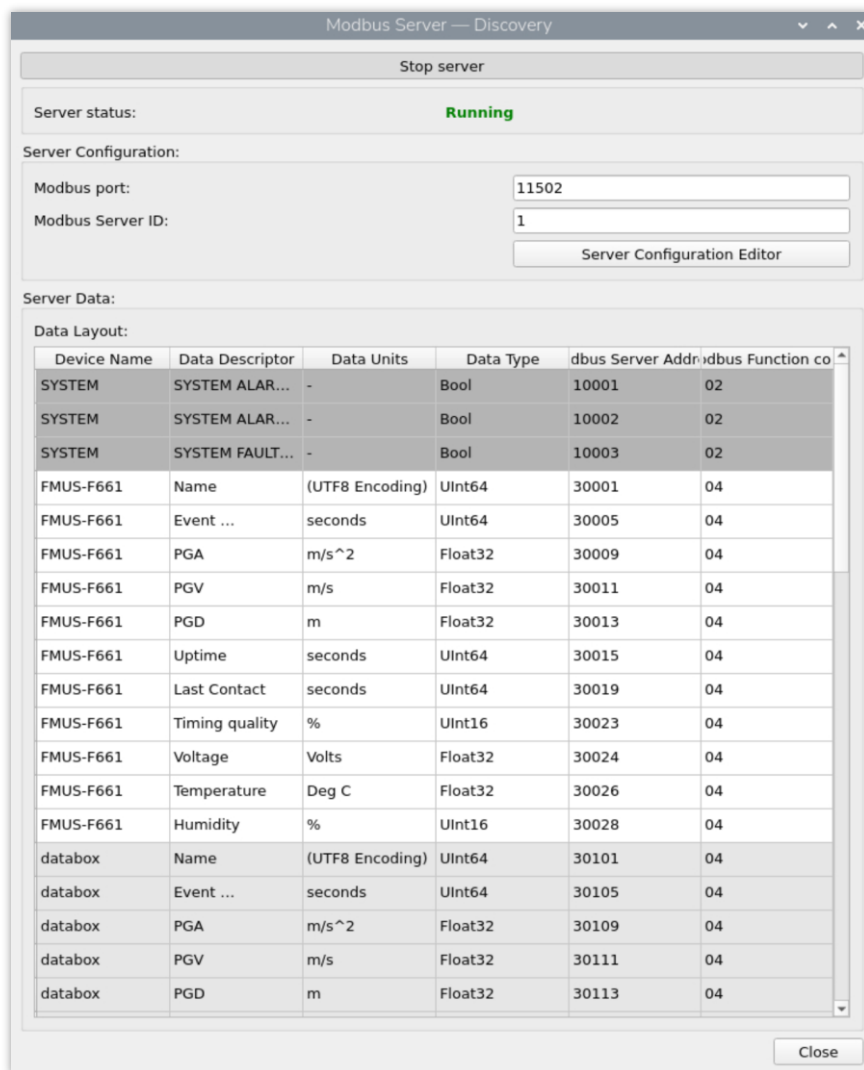 Modbus Server — Discovery
Stop server
Server status: Running
Server Configuration:
Modbus port: 11502
Modbus Server ID: 1
Server Configuration Editor
Server Data:
Data Layout:
Device Name Data Descriptor Data Units Data Type dbus Server Addr odbus Function co
SYSTEM SYSTEM ALAR... - Bool 10001 02
SYSTEM SYSTEM ALAR... - Bool 10002 02
SYSTEM SYSTEM FAULT... - Bool 10003 02
FMUS-F661 Name (UTF8 Encoding) UInt64 30001 04
FMUS-F661 Event ... seconds UInt64 30005 04
FMUS-F661 PGA m/s^2 Float32 30009 04
FMUS-F661 PGV m/s Float32 30011 04
FMUS-F661 PGD m Float32 30013 04
FMUS-F661 Uptime seconds UInt64 30015 04
FMUS-F661 Last Contact seconds UInt64 30019 04
FMUS-F661 Timing quality % UInt16 30023 04
FMUS-F661 Voltage Volts Float32 30024 04
FMUS-F661 Temperature Deg C Float32 30026 04
FMUS-F661 Humidity % UInt16 30028 04
databox Name (UTF8 Encoding) UInt64 30101 04
databox Event ... seconds UInt64 30105 04
databox PGA m/s^2 Float32 30109 04
databox PGV m/s Float32 30111 04
databox PGD m Float32 30113 04
Close